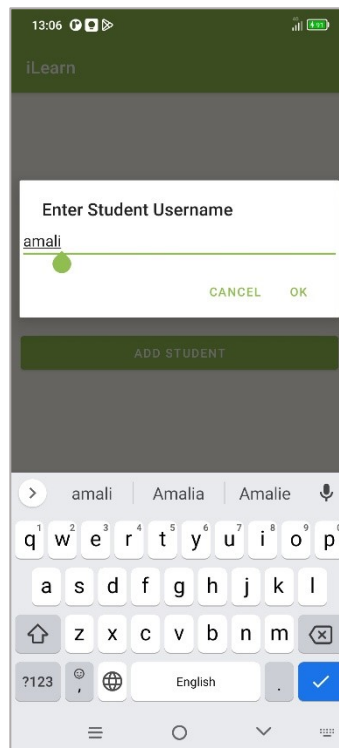 13:06
iLearn
Enter Student Username
amali
CANCEL OK
ADD STUDENT
amali Amalia Amalie
1 2 3 4 5 6 7 8 9 0
q w e r t y u i o p
a s d f g h j k l
z x c v b n m
?123 , English .